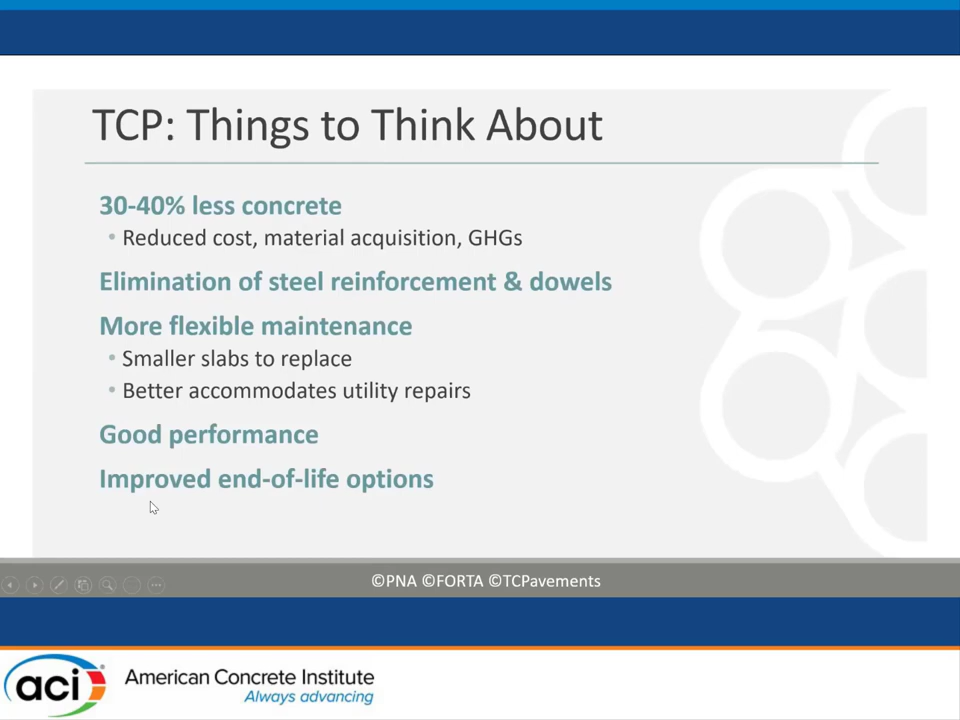 TCP: Things to Think About
30-40% less concrete
• Reduced cost, material acquisition, GHGs
Elimination of steel reinforcement & dowels
More flexible maintenance
• Smaller slabs to replace
• Better accommodates utility repairs
Good performance
Improved end-of-life options
©PNA ©FORTA ©TCPavements
aci
American Concrete Institute
Always advancing